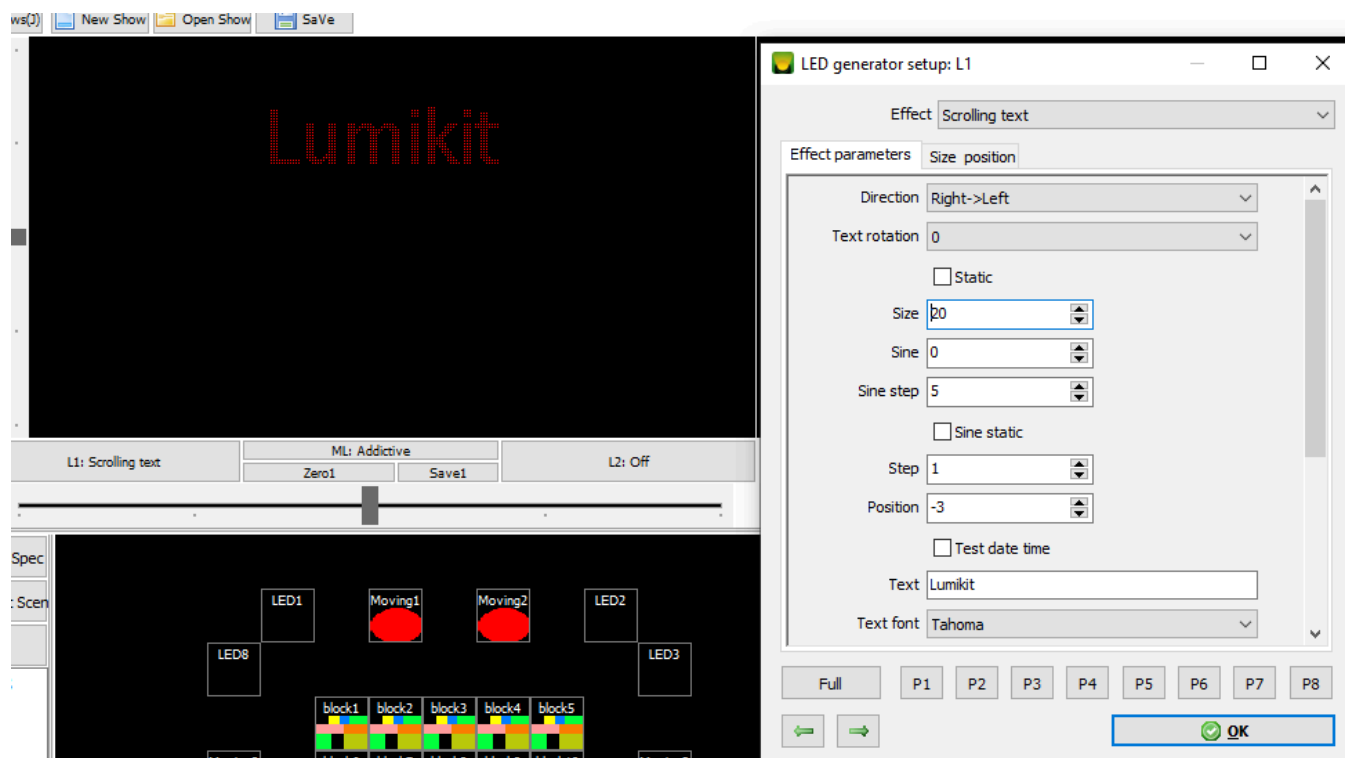 ws(J) New Show Open Show SaVe
Lumikit
L1: Scrolling text
ML: Addictive
Zero1 Save1
L2: Off
Spec
Scen
LED1 Moving1 Moving2 LED2
LED8 LED3
block1 block2 block3 block4 block5
LED generator setup: L1
Effect Scrolling text
Effect parameters Size position
Direction Right->Left
Text rotation 0
Static
Size 20
Sine 0
Sine step 5
Sine static
Step 1
Position -3
Test date time
Text Lumikit
Text font Tahoma
Full P1 P2 P3 P4 P5 P6 P7 P8
OK